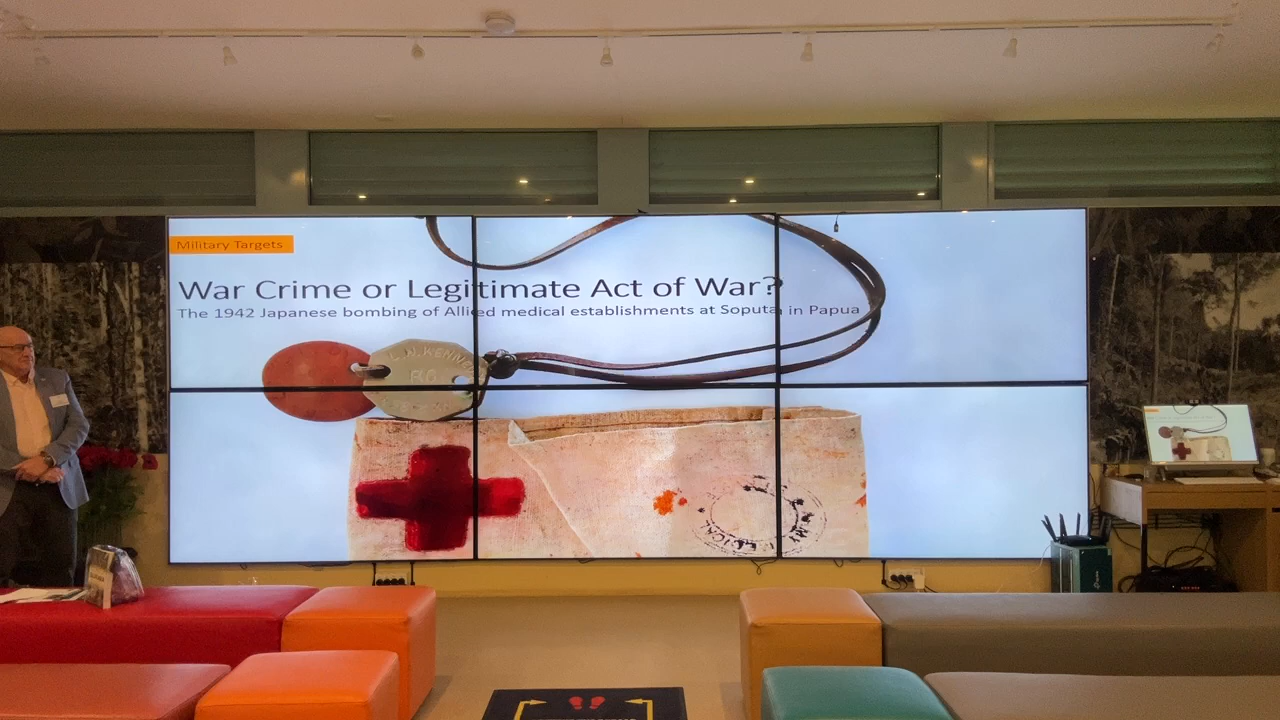 Military Targets
War Crime or Legitimate Act of War?
The 1942 Japanese bombing of Allied medical establishments at Soputa in Papua
L.W.KENNE